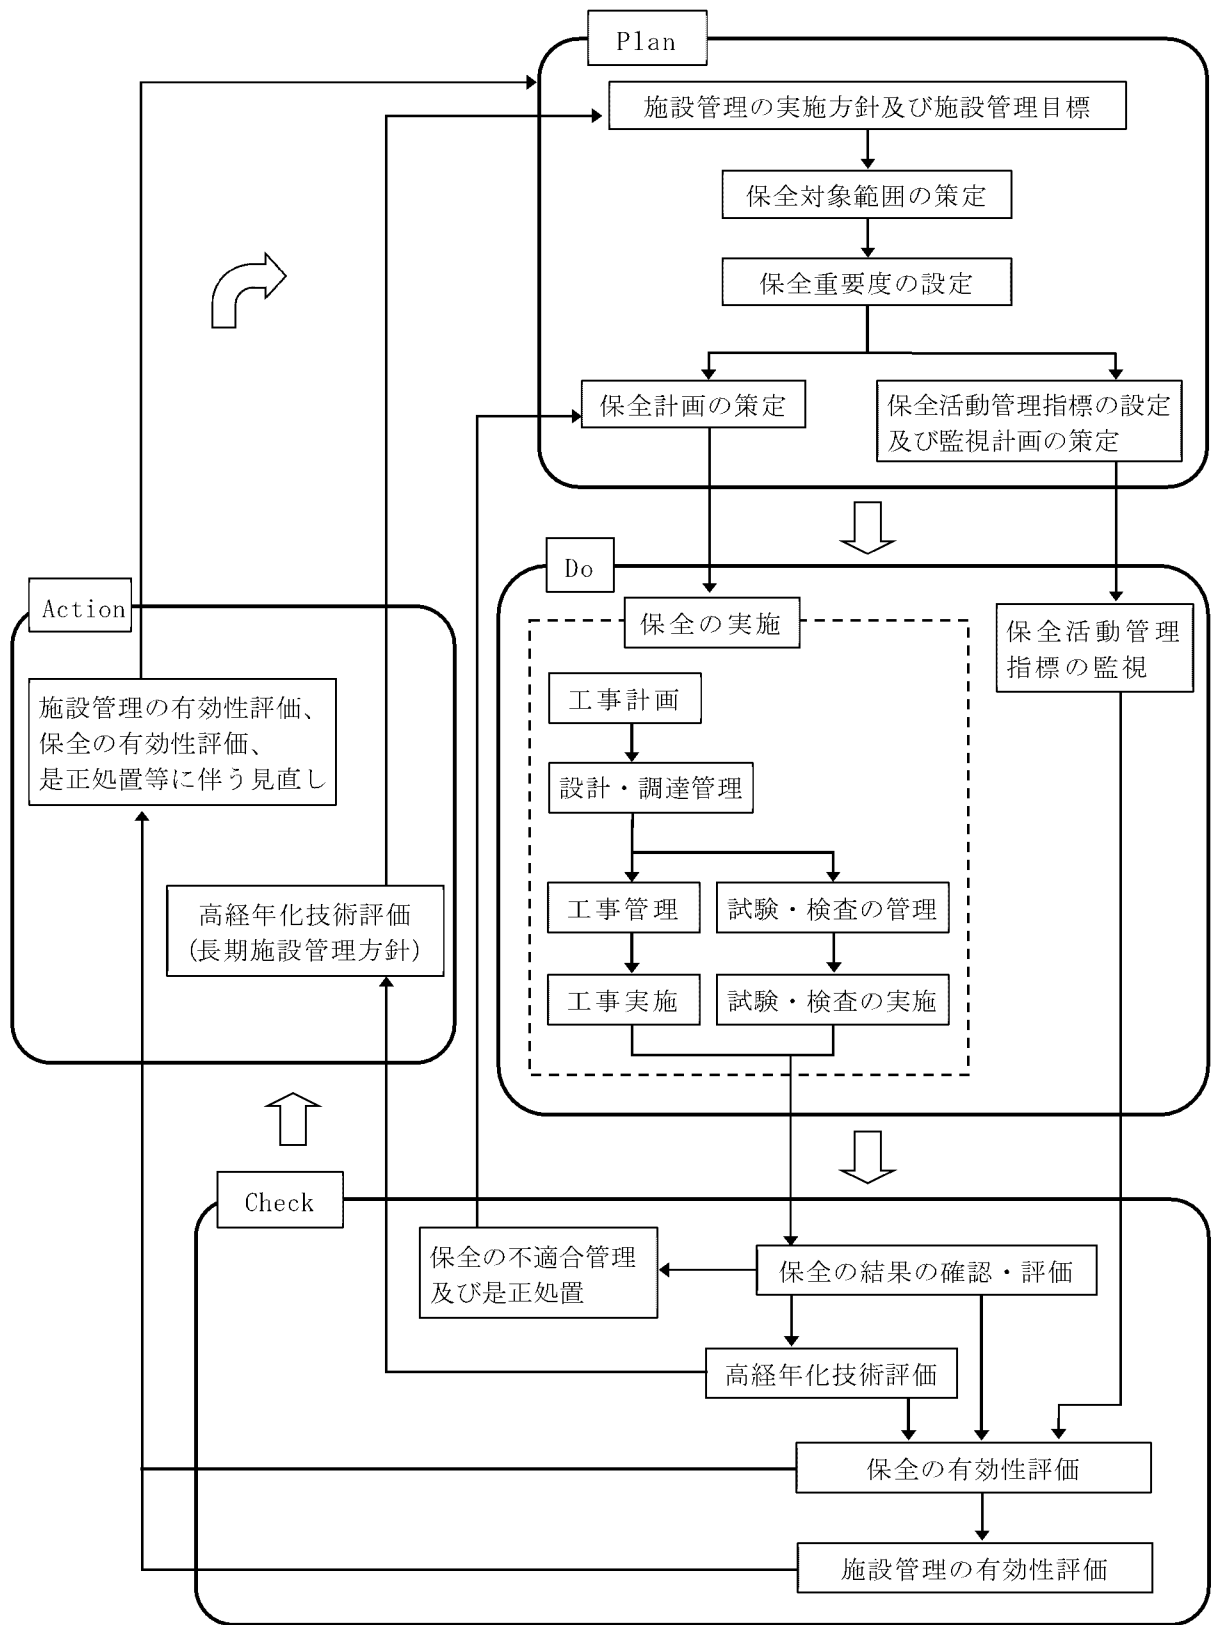 Plan
施設管理の実施方針及び施設管理目標
保全対象範囲の策定
保全重要度の設定
保全計画の策定
保全活動管理指標の設定
及び監視計画の策定
Do
保全の実施
保全活動管理
指標の監視
工事計画
設計・調達管理
工事管理
試験・検査の管理
工事実施
試験・検査の実施
Action
施設管理の有効性評価、
保全の有効性評価、
是正処置等に伴う見直し
高経年化技術評価
(長期施設管理方針)
Check
保全の不適合管理
及び是正処置
保全の結果の確認・評価
高経年化技術評価
保全の有効性評価
施設管理の有効性評価